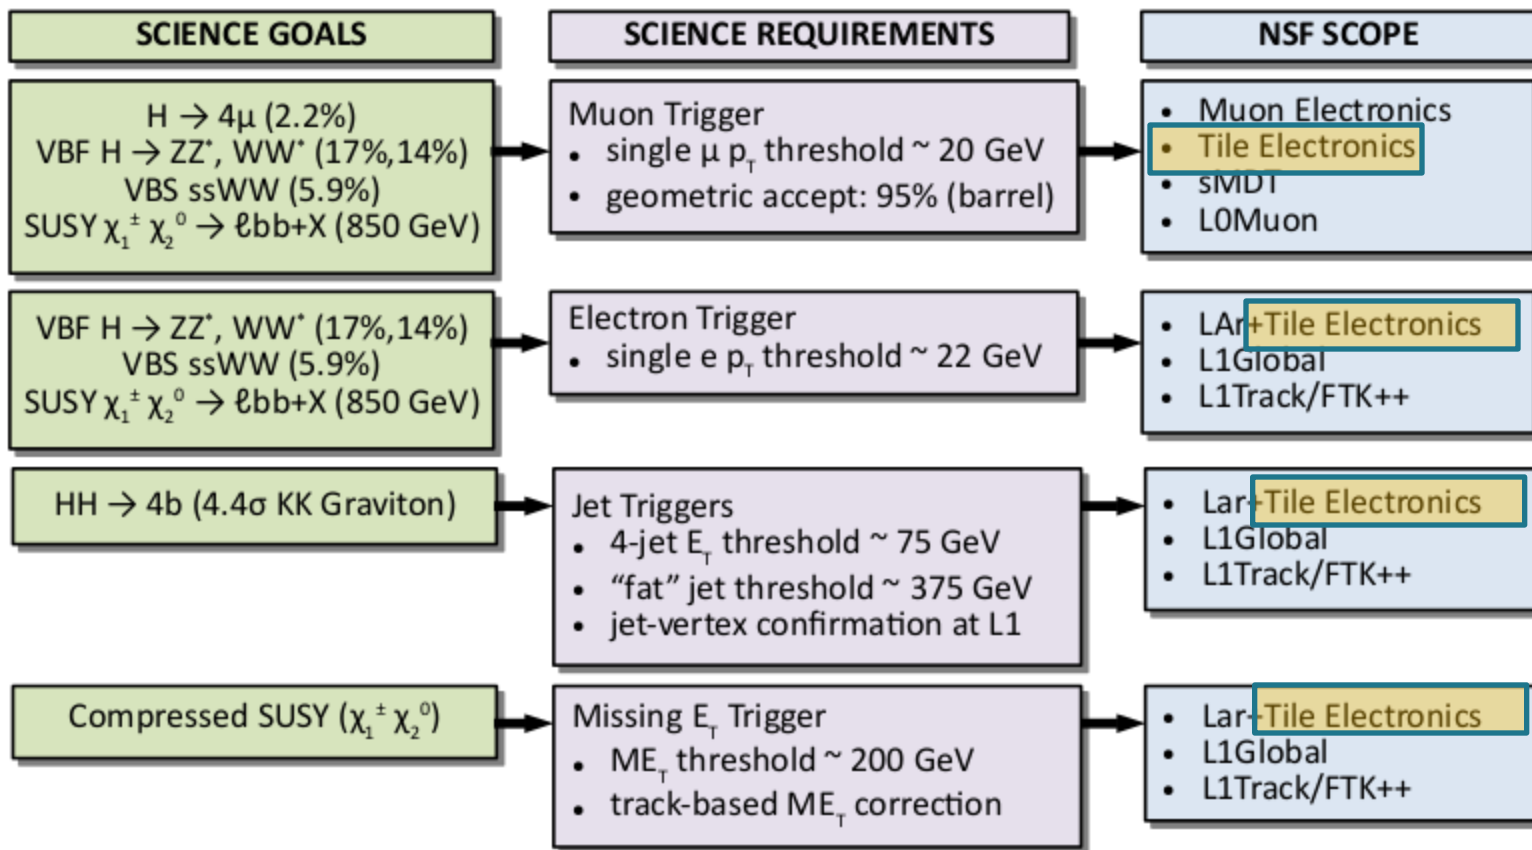 SCIENCE GOALS
SCIENCE REQUIREMENTS
NSF SCOPE
H → 4μ (2.2%)
VBF H → ZZ*, WW* (17%,14%)
VBS ssWW (5.9%)
SUSY χ₁± χ₂⁰ → ℓbb+X (850 GeV)
Muon Trigger
• single μ pT threshold ~ 20 GeV
• geometric accept: 95% (barrel)
• Muon Electronics
• Tile Electronics
• sMDT
• L0Muon
VBF H → ZZ*, WW* (17%,14%)
VBS ssWW (5.9%)
SUSY χ₁± χ₂⁰ → ℓbb+X (850 GeV)
Electron Trigger
• single e pT threshold ~ 22 GeV
• LAr+Tile Electronics
• L1Global
• L1Track/FTK++
HH → 4b (4.4σ KK Graviton)
Jet Triggers
• 4-jet ET threshold ~ 75 GeV
• “fat” jet threshold ~ 375 GeV
• jet-vertex confirmation at L1
• Lar+Tile Electronics
• L1Global
• L1Track/FTK++
Compressed SUSY (χ₁± χ₂⁰)
Missing ET Trigger
• MET threshold ~ 200 GeV
• track-based MET correction
• Lar+Tile Electronics
• L1Global
• L1Track/FTK++